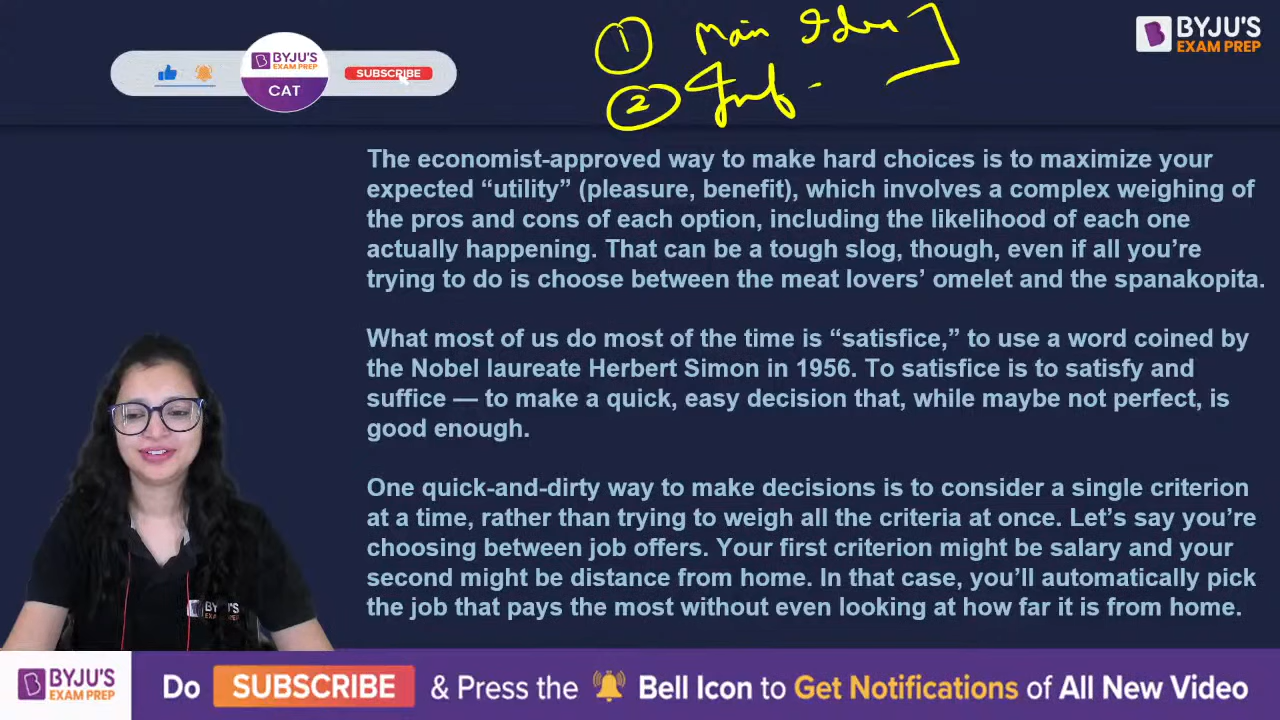 BYJU'S
EXAM PREP
CAT
SUBSCRIBE
1 Main Idea
2 Inf.
BYJU'S
EXAM PREP
The economist-approved way to make hard choices is to maximize your
expected “utility” (pleasure, benefit), which involves a complex weighing of
the pros and cons of each option, including the likelihood of each one
actually happening. That can be a tough slog, though, even if all you’re
trying to do is choose between the meat lovers’ omelet and the spanakopita.
What most of us do most of the time is “satisfice,” to use a word coined by
the Nobel laureate Herbert Simon in 1956. To satisfice is to satisfy and
suffice — to make a quick, easy decision that, while maybe not perfect, is
good enough.
One quick-and-dirty way to make decisions is to consider a single criterion
at a time, rather than trying to weigh all the criteria at once. Let’s say you’re
choosing between job offers. Your first criterion might be salary and your
second might be distance from home. In that case, you’ll automatically pick
the job that pays the most without even looking at how far it is from home.
BYJU'S
EXAM PREP
BYJU'S
EXAM PREP
Do SUBSCRIBE & Press the Bell Icon to Get Notifications of All New Video